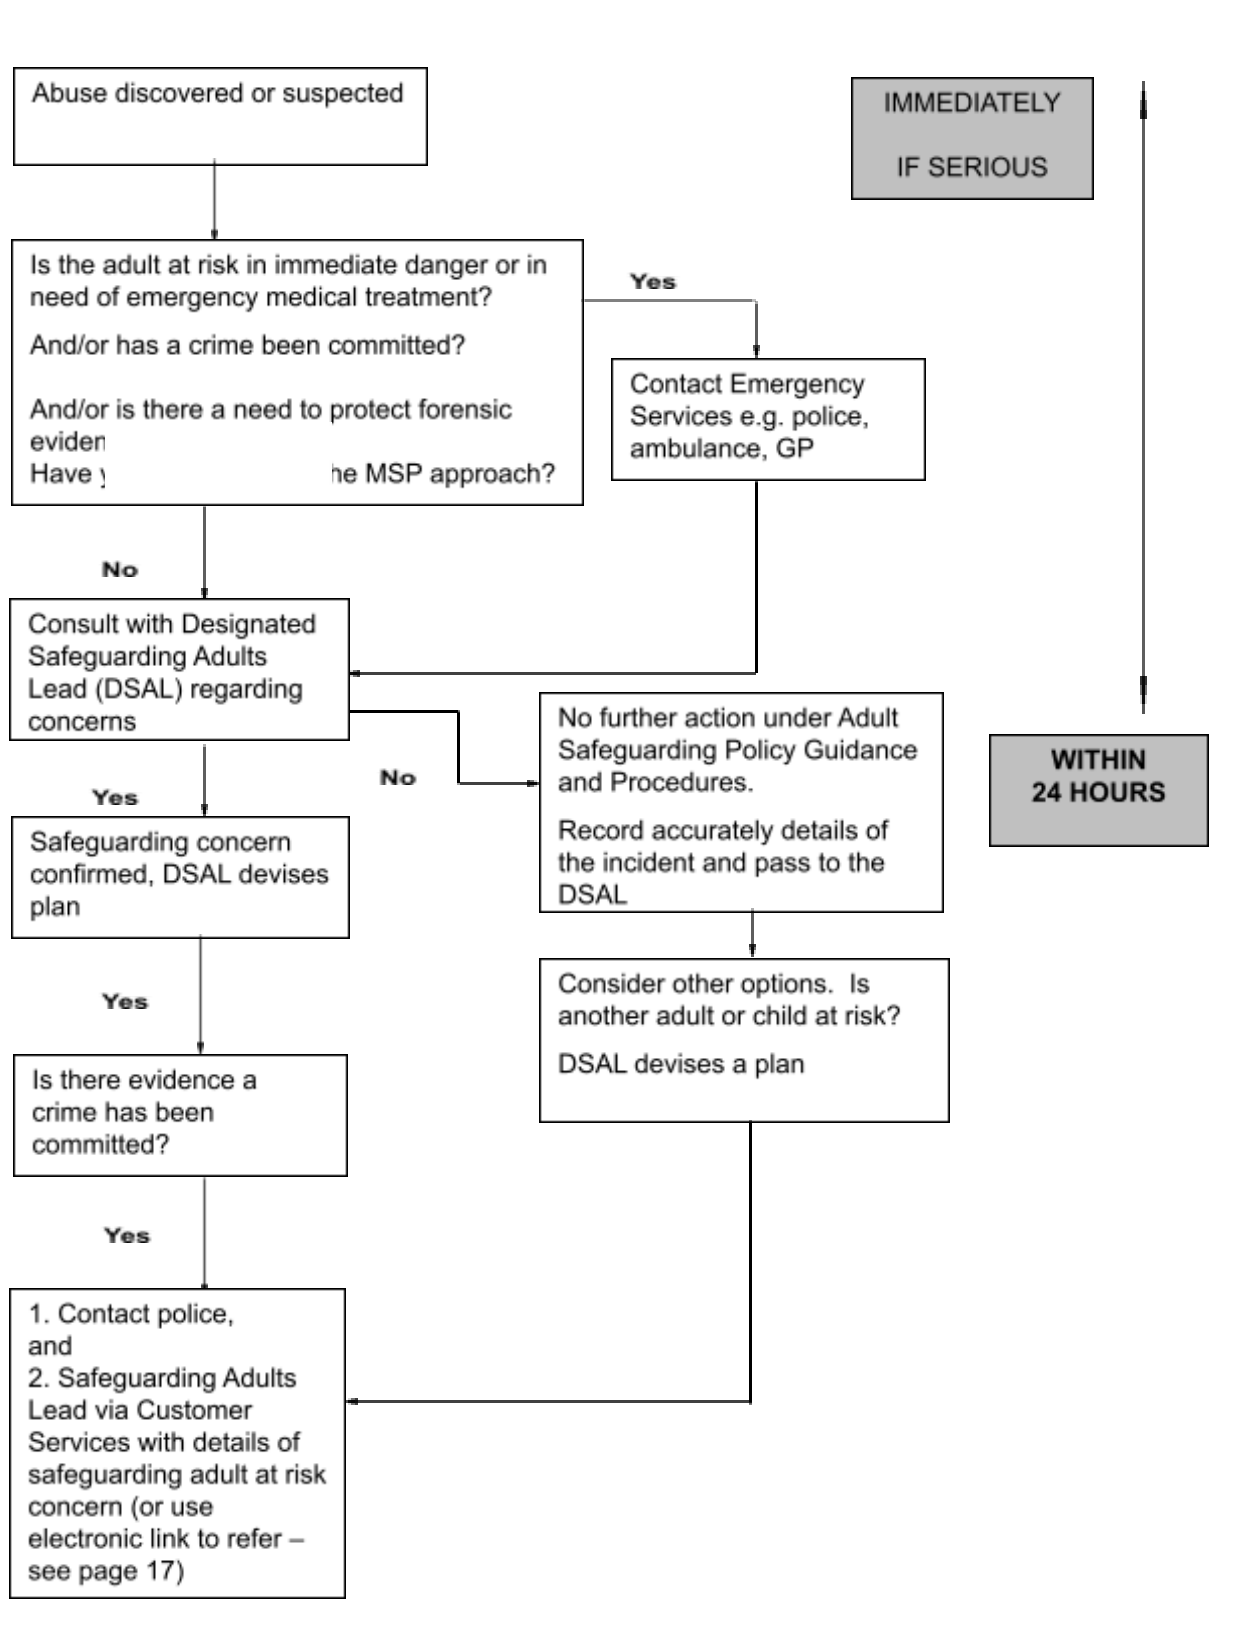 Abuse discovered or suspected
IMMEDIATELY
IF SERIOUS
Is the adult at risk in immediate danger or in
need of emergency medical treatment?
And/or has a crime been committed?
And/or is there a need to protect forensic
Have
MSP approach?
Yes
Contact Emergency
Services e.g. police,
ambulance, GP
No
Consult with Designated
Safeguarding Adults
Lead (DSAL) regarding
concerns
No
No further action under Adult
Safeguarding Policy Guidance
and Procedures.
Record accurately details of
the incident and pass to the
DSAL
WITHIN
24 HOURS
Yes
Safeguarding concern
confirmed, DSAL devises
plan
Consider other options.  Is
another adult or child at risk?
DSAL devises a plan
Yes
Is there evidence a
crime has been
committed?
Yes
1. Contact police,
and
2. Safeguarding Adults
Lead via Customer
Services with details of
safeguarding adult at risk
concern (or use
electronic link to refer –
see page 17)